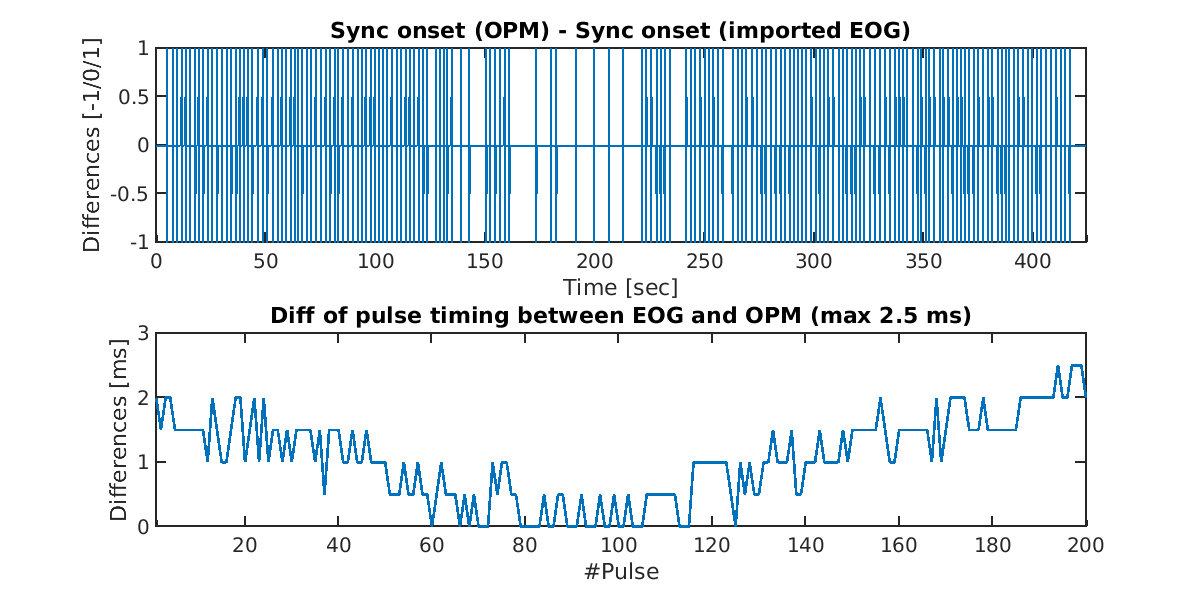 Sync onset (OPM) - Sync onset (imported EOG)
Differences [-1/0/1]
1
0.5
0
-0.5
-1
0 50 100 150 200 250 300 350 400
Time [sec]
Diff of pulse timing between EOG and OPM (max 2.5 ms)
Differences [ms]
3
2
1
0
20 40 60 80 100 120 140 160 180 200
#Pulse